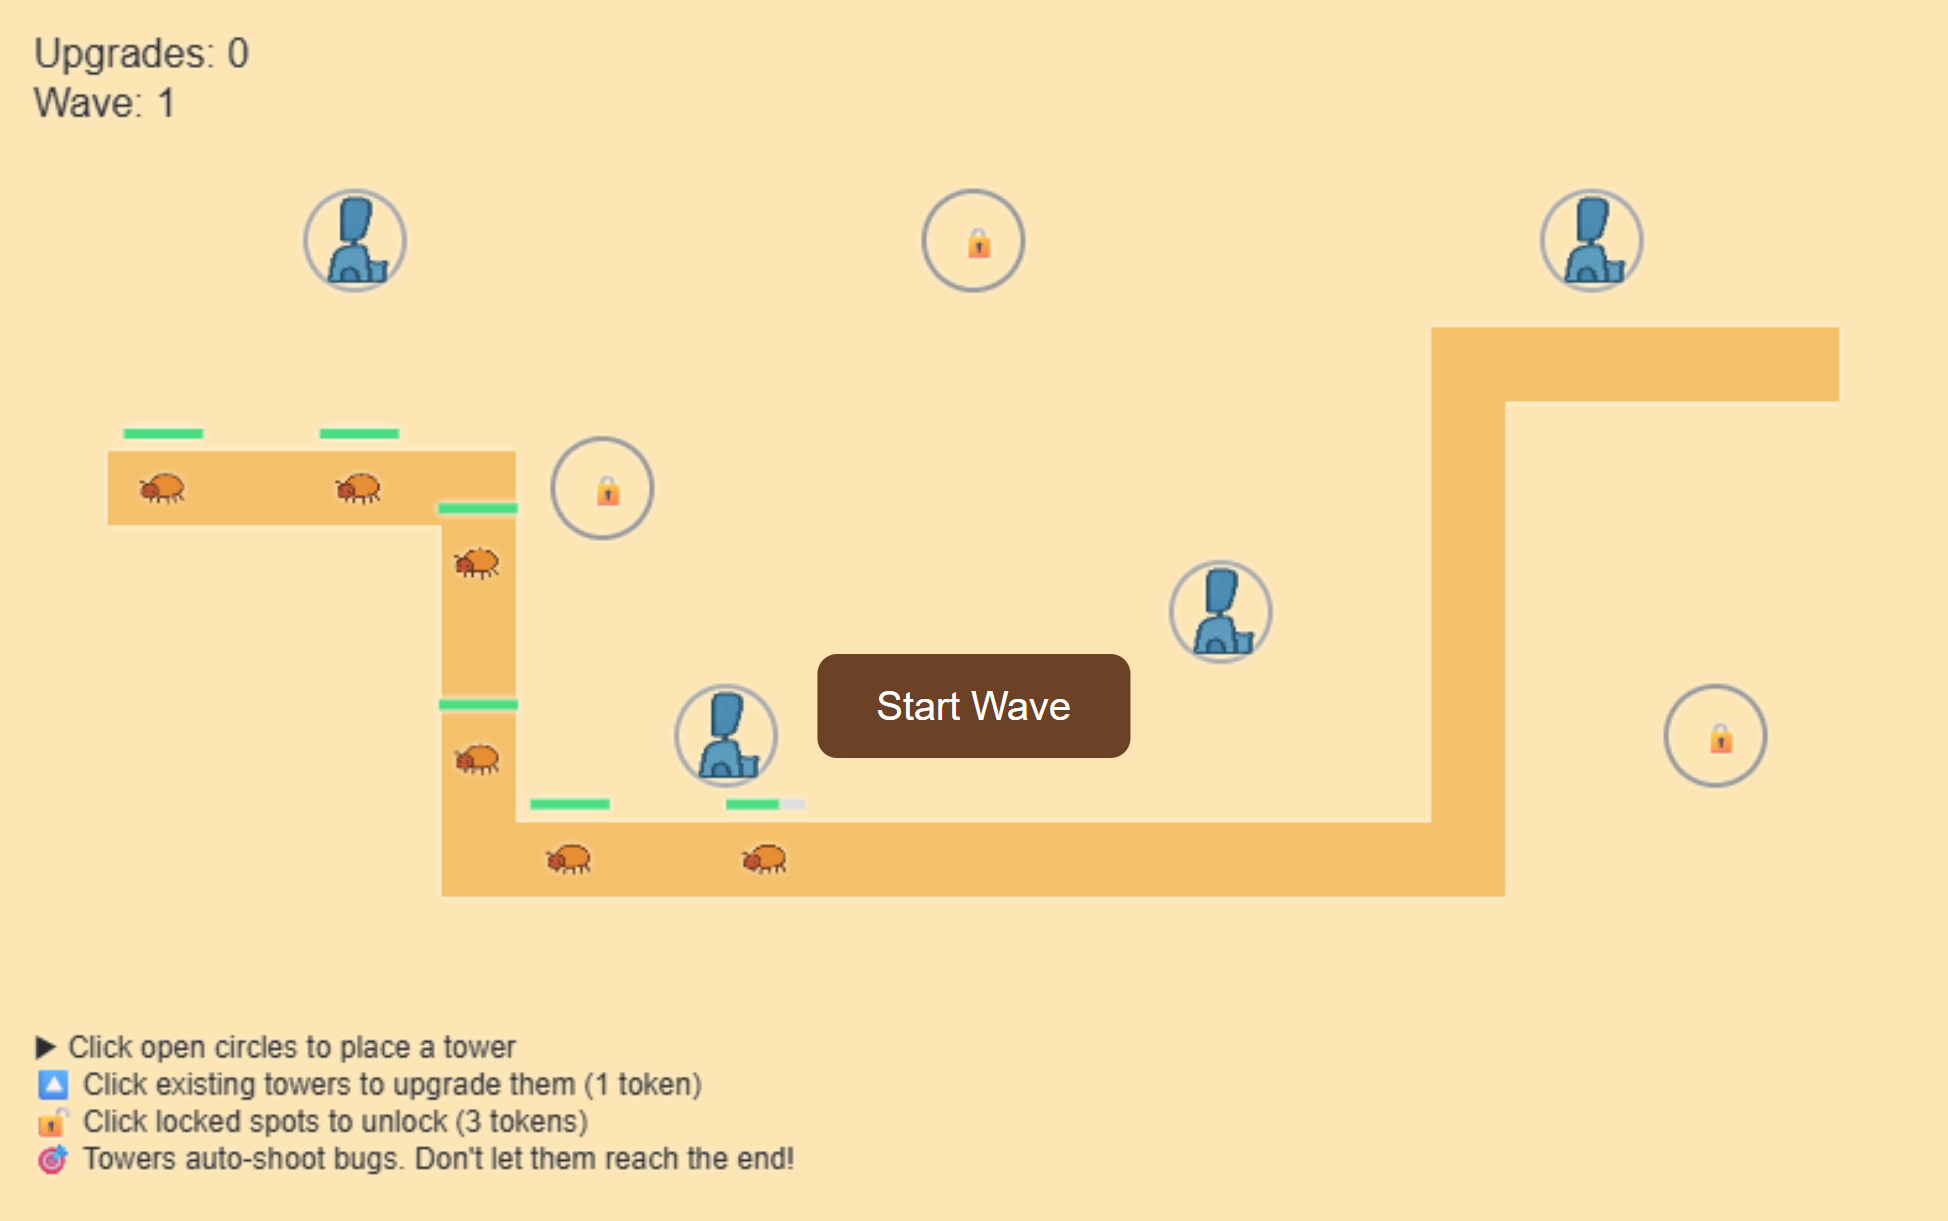 Upgrades: 0
Wave: 1
Start Wave
▶ Click open circles to place a tower
🔼 Click existing towers to upgrade them (1 token)
🔓 Click locked spots to unlock (3 tokens)
🎯 Towers auto-shoot bugs. Don't let them reach the end!